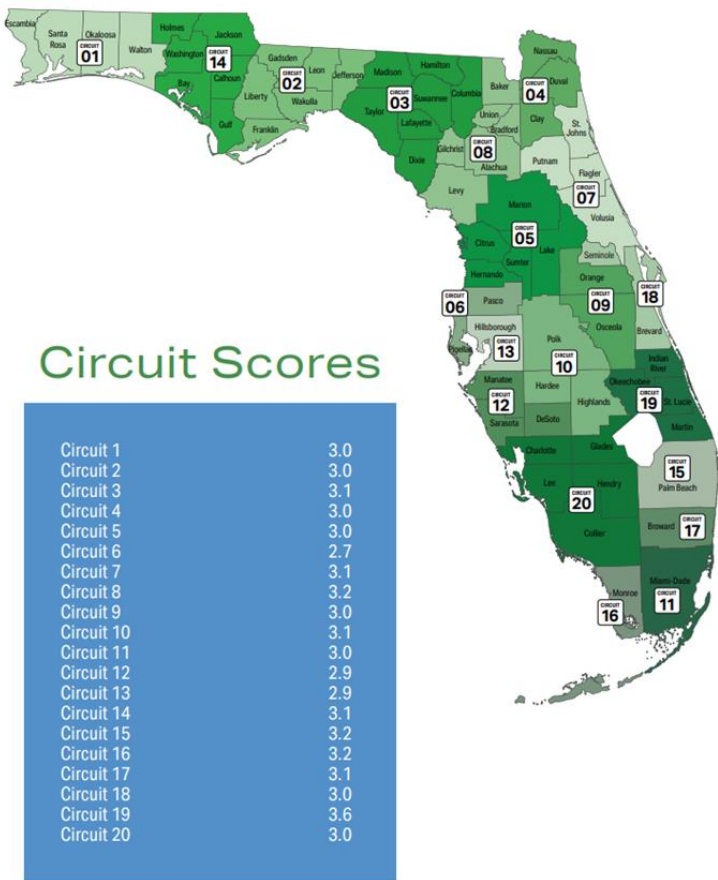 Escambia
Santa
Rosa
Okaloosa
Walton
CIRCUIT
01
Holmes
Jackson
Washington
CIRCUIT
14
Bay
Calhoun
Gulf
Gadsden
Leon
Jefferson
CIRCUIT
02
Liberty
Wakulla
Franklin
Madison
Hamilton
CIRCUIT
03
Suwannee
Columbia
Taylor
Lafayette
Dixie
Nassau
Baker
CIRCUIT
04
Duval
Clay
Union
Bradford
Gilchrist
CIRCUIT
08
Alachua
Levy
St.
Johns
Putnam
Flagler
CIRCUIT
07
Volusia
Marion
CIRCUIT
05
Citrus
Lake
Sumter
Hernando
Seminole
Orange
CIRCUIT
09
Osceola
CIRCUIT
18
Brevard
CIRCUIT
06
Pasco
Pinellas
Hillsborough
CIRCUIT
13
Polk
CIRCUIT
10
Hardee
Highlands
Manatee
CIRCUIT
12
Sarasota
DeSoto
Indian
River
Okeechobee
CIRCUIT
19
St. Lucie
Martin
Charlotte
Glades
Lee
Hendry
CIRCUIT
20
Collier
CIRCUIT
15
Palm Beach
Broward
CIRCUIT
17
Miami-Dade
CIRCUIT
11
Monroe
CIRCUIT
16
Circuit Scores
Circuit 1 3.0
Circuit 2 3.0
Circuit 3 3.1
Circuit 4 3.0
Circuit 5 3.0
Circuit 6 2.7
Circuit 7 3.1
Circuit 8 3.2
Circuit 9 3.0
Circuit 10 3.1
Circuit 11 3.0
Circuit 12 2.9
Circuit 13 2.9
Circuit 14 3.1
Circuit 15 3.2
Circuit 16 3.2
Circuit 17 3.1
Circuit 18 3.0
Circuit 19 3.6
Circuit 20 3.0